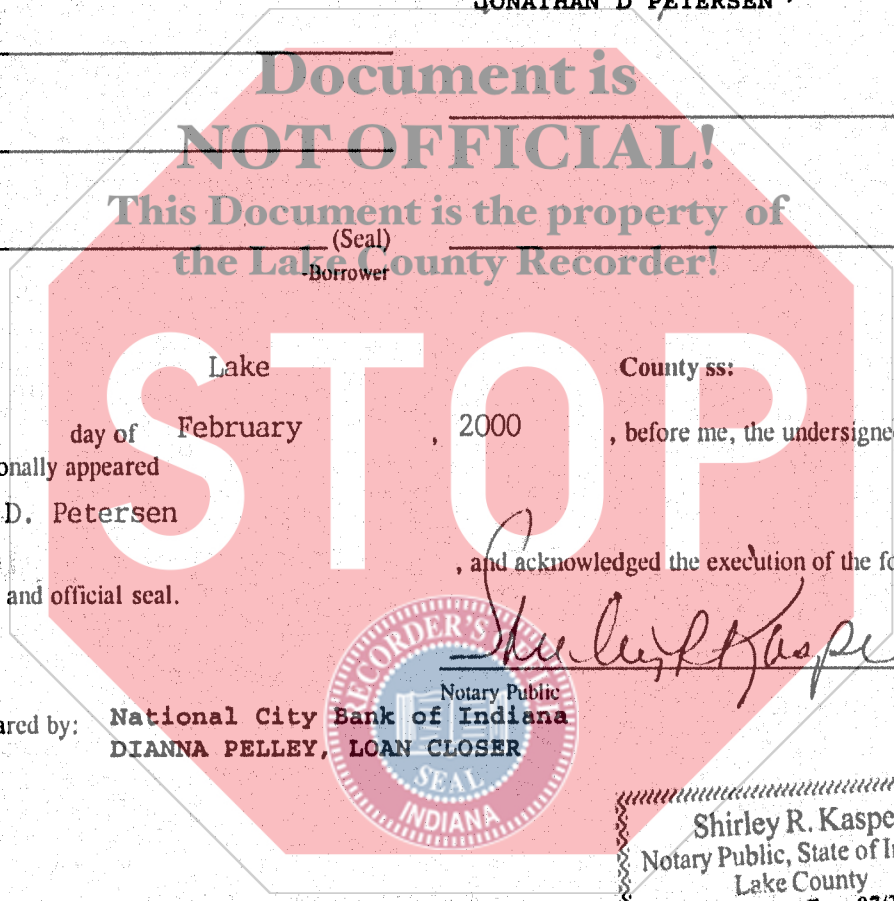 JONATHAN D PETERSEN
Document is
NOT OFFICIAL!
This Document is the property of
the Lake County Recorder!
(Seal)
-Borrower
STOP
Lake County ss:
day of February , 2000 , before me, the undersigne
onally appeared
D. Petersen
, and acknowledged the execution of the fo
and official seal.
Shirley R Kaspe
Notary Public
ared by: National City Bank of Indiana
DIANNA PELLEY, LOAN CLOSER
RECORDER'S
SEAL
INDIANA
Shirley R. Kaspe
Notary Public, State of I
Lake County